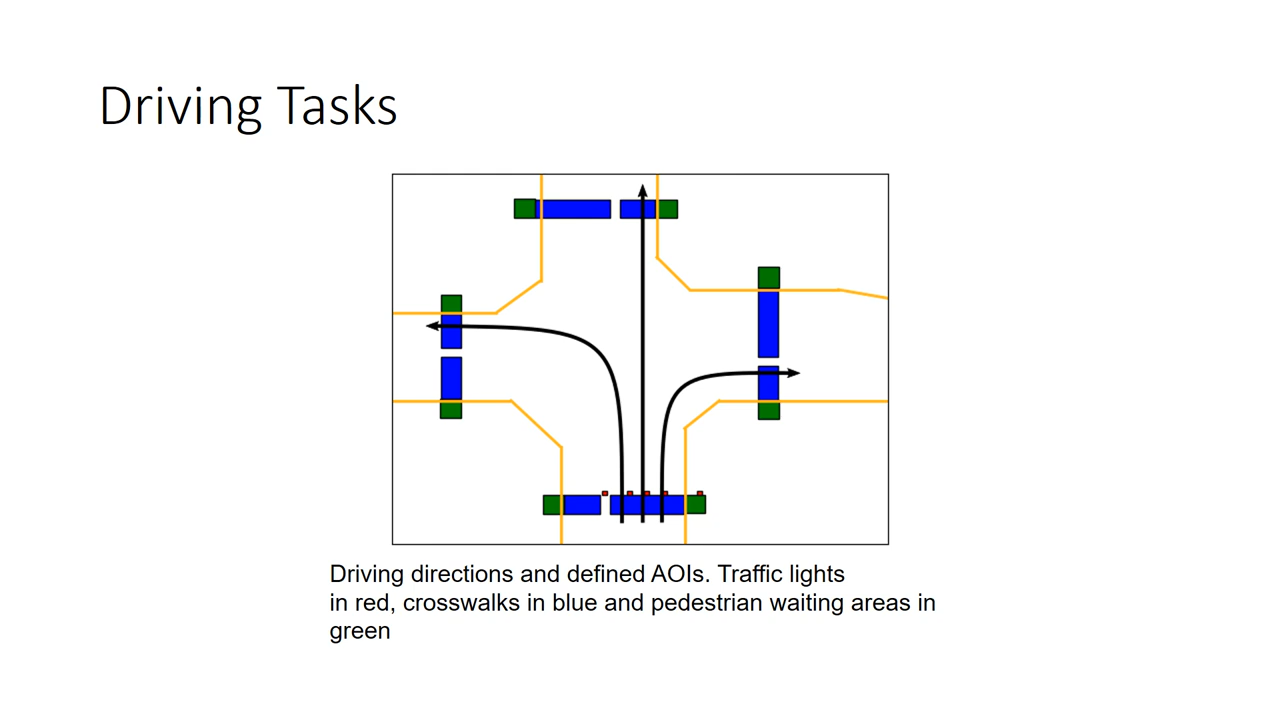 Driving Tasks
Driving directions and defined AOIs. Traffic lights
in red, crosswalks in blue and pedestrian waiting areas in
green